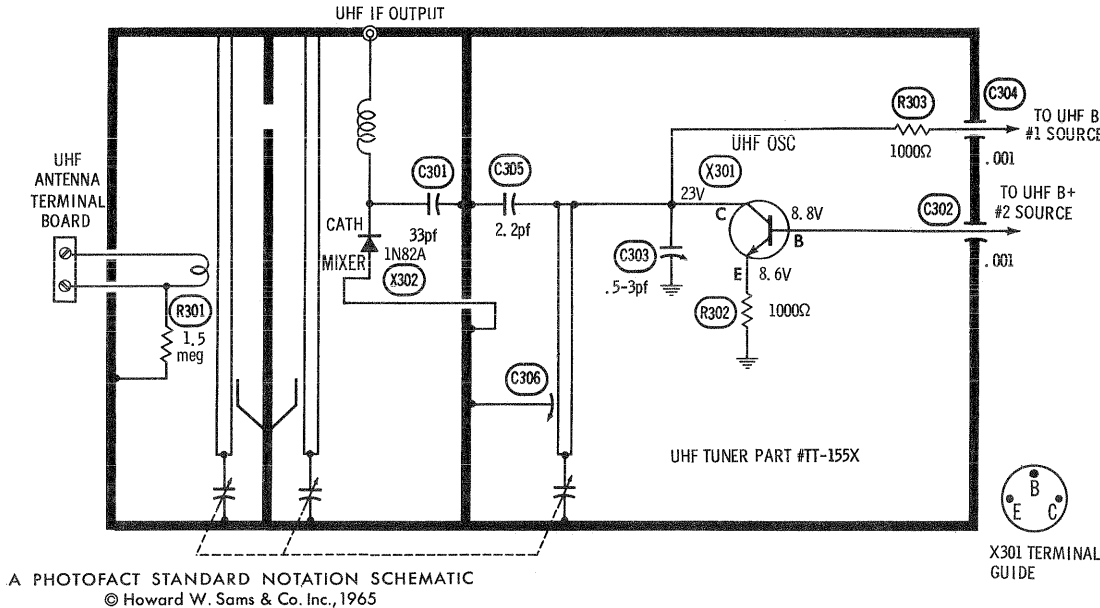 UHF IF OUTPUT
R303
C304
TO UHF B
#1 SOURCE
UHF OSC
1000Ω
.001
UHF
ANTENNA
TERMINAL
BOARD
C301
C305
X301
23V
C
8.8V
B
C302
TO UHF B+
#2 SOURCE
CATH
33pf
2.2pf
MIXER
1N82A
X302
C303
.5-3pf
E
8.6V
.001
R301
1.5
meg
R302
1000Ω
C306
UHF TUNER PART #TT-155X
B
E
C
X301 TERMINAL
GUIDE
A PHOTOFACT STANDARD NOTATION SCHEMATIC
© Howard W. Sams & Co. Inc., 1965